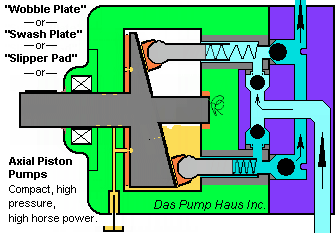 "Wobble Plate"
—or—
"Swash Plate"
—or—
"Slipper Pad"
—or—
Axial Piston
Pumps
Compact, high
pressure,
high horse power.
Das Pump Haus Inc.